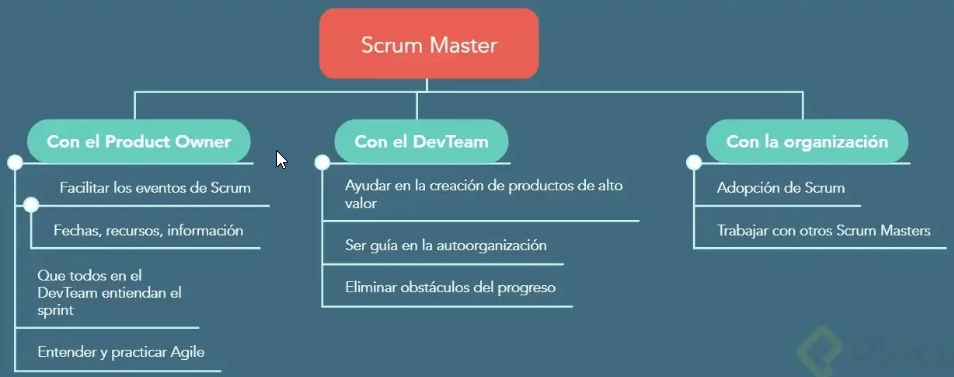 Scrum Master
Con el Product Owner
Facilitar los eventos de Scrum
Fechas, recursos, información
Que todos en el
DevTeam entiendan el
sprint
Entender y practicar Agile
Con el DevTeam
Ayudar en la creación de productos de alto
valor
Ser guía en la autoorganización
Eliminar obstáculos del progreso
Con la organización
Adopción de Scrum
Trabajar con otros Scrum Masters